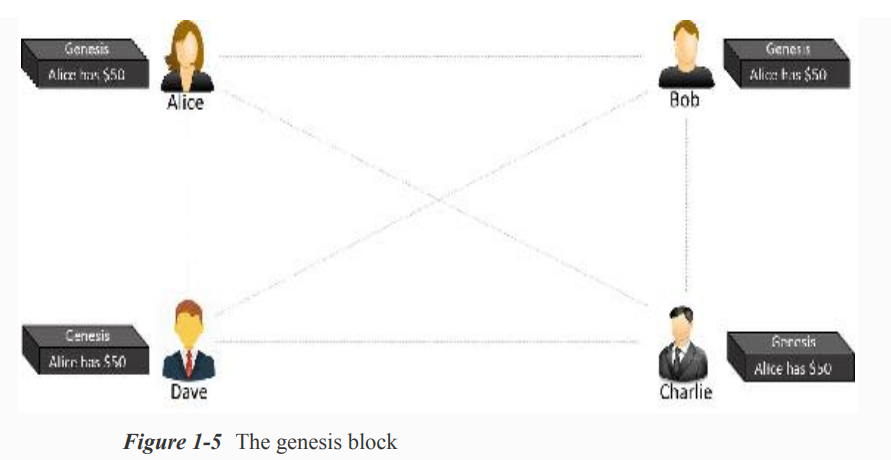 Genesis
Alice has $50
Alice
Bob
Genesis
Alice has $50
Genesis
Alice has $50
Dave
Charlie
Genesis
Alice has $50
Figure 1-5 The genesis block